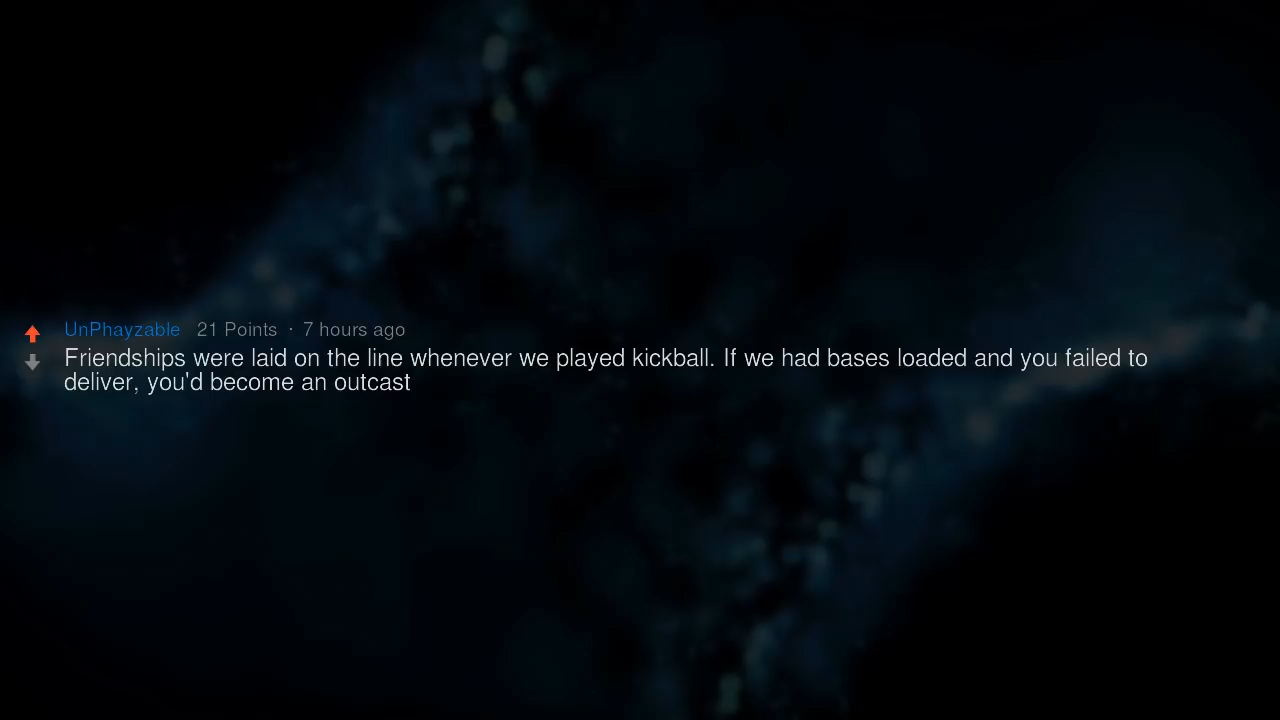 UnPhayzable 21 Points · 7 hours ago
Friendships were laid on the line whenever we played kickball. If we had bases loaded and you failed to
deliver, you'd become an outcast